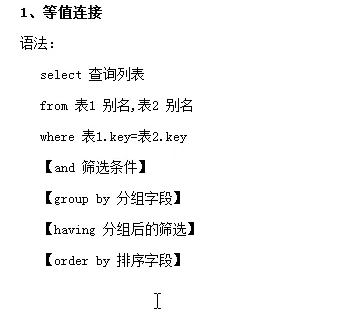 1、等值连接
语法：
select 查询列表
from 表1 别名,表2 别名
where 表1.key=表2.key
【and 筛选条件】
【group by 分组字段】
【having 分组后的筛选】
【order by 排序字段】